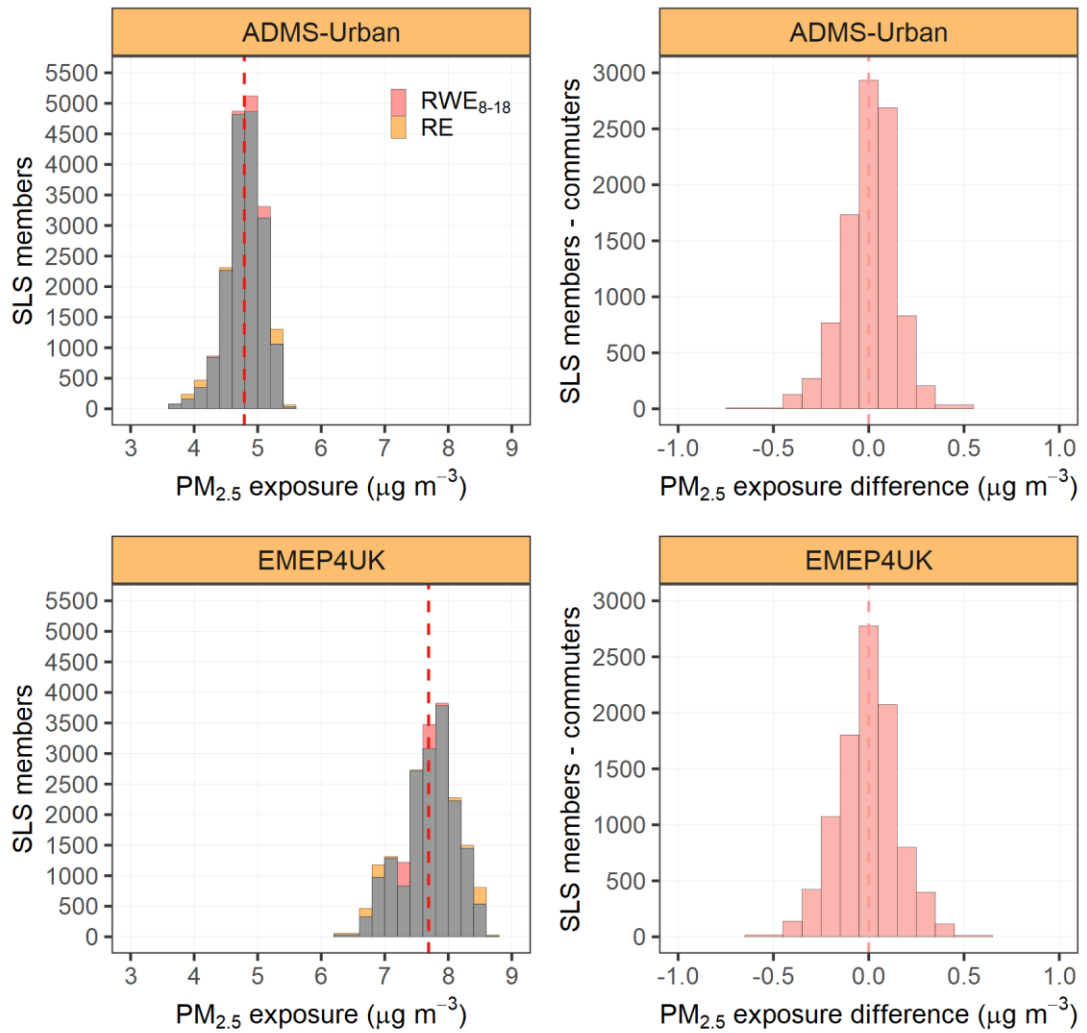 ADMS-Urban
5500
5000
4500
4000
3500
3000
2500
2000
1500
1000
500
0
SLS members
RWE8-18
RE
3 4 5 6 7 8 9
PM2.5 exposure (μg m−3)
ADMS-Urban
3000
2500
2000
1500
1000
500
0
SLS members - commuters
-1.0 -0.5 0.0 0.5 1.0
PM2.5 exposure difference (μg m−3)
EMEP4UK
5500
5000
4500
4000
3500
3000
2500
2000
1500
1000
500
0
SLS members
3 4 5 6 7 8 9
PM2.5 exposure (μg m−3)
EMEP4UK
3000
2500
2000
1500
1000
500
0
SLS members - commuters
-1.0 -0.5 0.0 0.5 1.0
PM2.5 exposure difference (μg m−3)